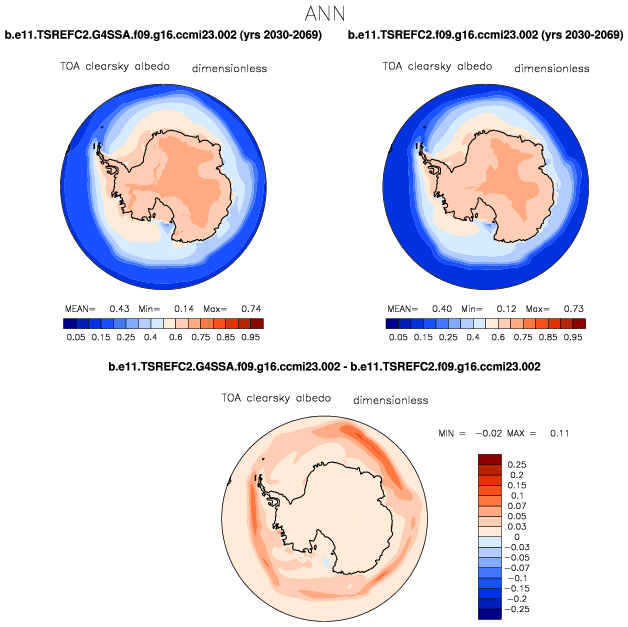 ANN
b.e11.TSREFC2.G4SSA.f09.g16.ccmi23.002 (yrs 2030-2069) b.e11.TSREFC2.f09.g16.ccmi23.002 (yrs 2030-2069)
TOA clearsky albedo dimensionless TOA clearsky albedo dimensionless
MEAN= 0.43 Min= 0.14 Max= 0.74 MEAN= 0.40 Min= 0.12 Max= 0.73
0.05 0.15 0.25 0.4 0.6 0.75 0.85 0.95 0.05 0.15 0.25 0.4 0.6 0.75 0.85 0.95
b.e11.TSREFC2.G4SSA.f09.g16.ccmi23.002 - b.e11.TSREFC2.f09.g16.ccmi23.002
TOA clearsky albedo dimensionless
MIN = -0.02 MAX = 0.11
0.25
0.2
0.15
0.1
0.07
0.05
0.03
0
-0.03
-0.05
-0.07
-0.1
-0.15
-0.2
-0.25